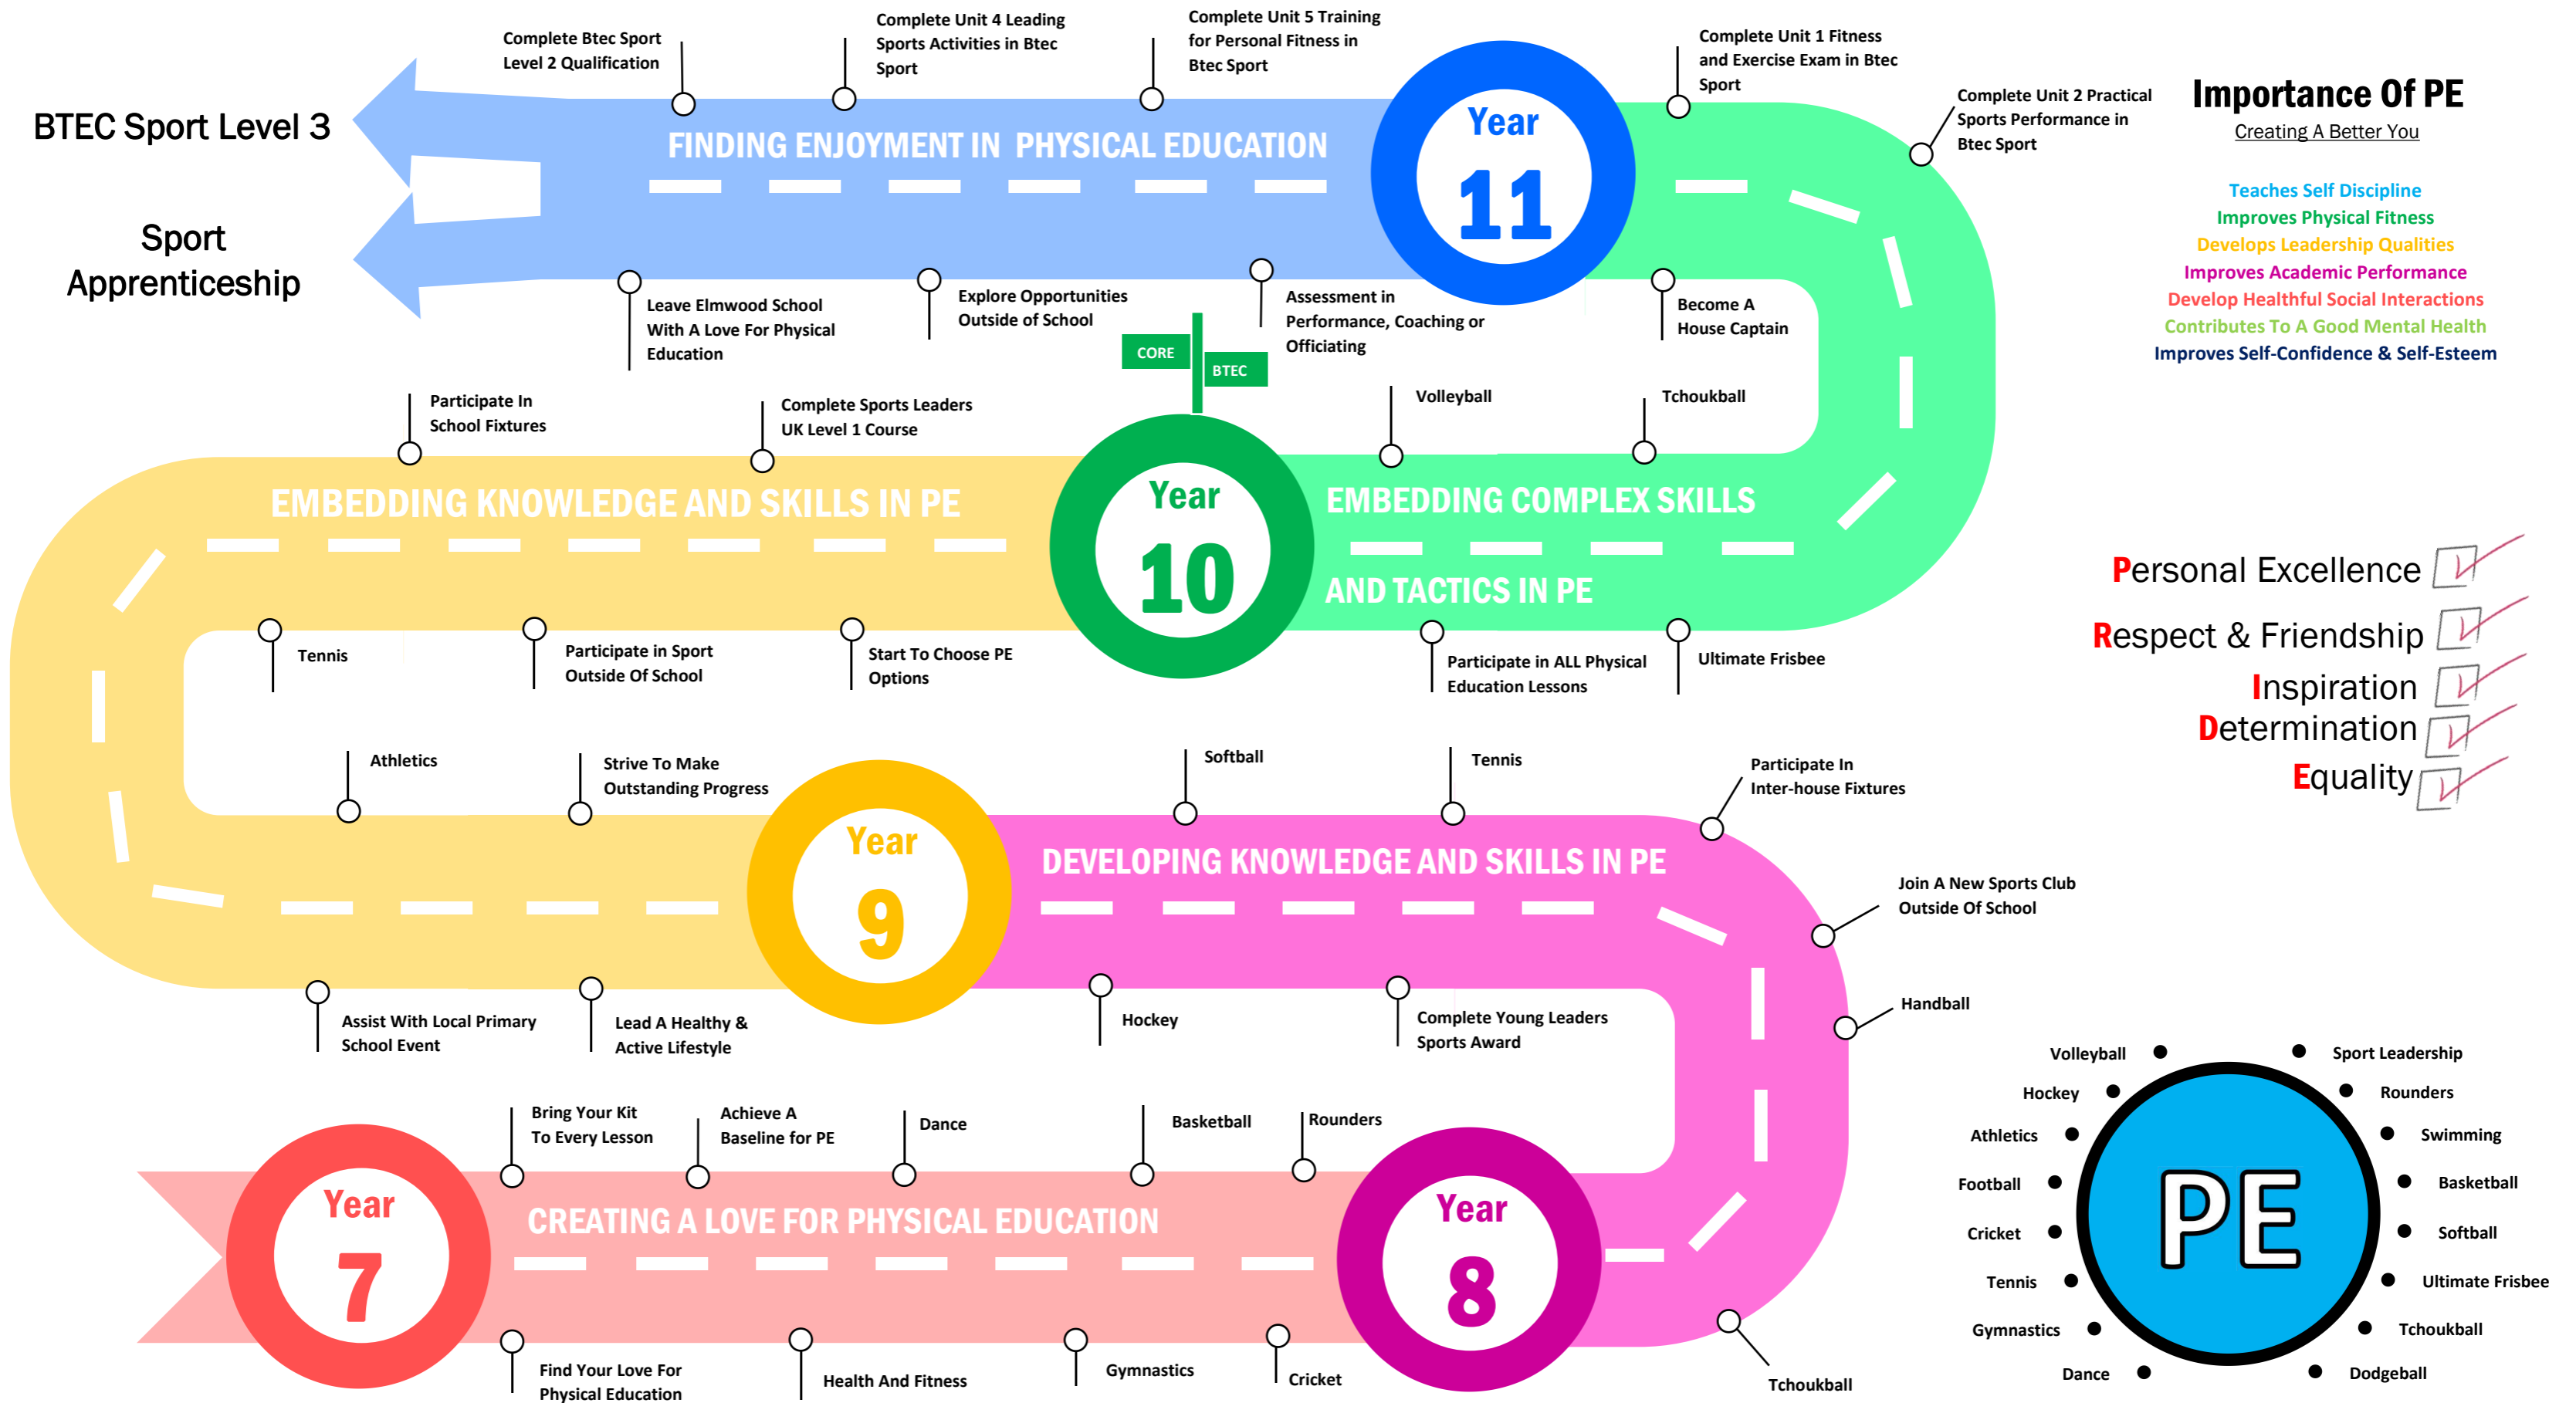 Complete Btec Sport
Level 2 Qualification
Complete Unit 4 Leading
Sports Activities in Btec
Sport
Complete Unit 5 Training
for Personal Fitness in
Btec Sport
Complete Unit 1 Fitness
and Exercise Exam in Btec
Sport
Complete Unit 2 Practical
Sports Performance in
Btec Sport
Importance Of PE
Creating A Better You
Teaches Self Discipline
Improves Physical Fitness
Develops Leadership Qualities
Improves Academic Performance
Develop Healthful Social Interactions
Contributes To A Good Mental Health
Improves Self-Confidence & Self-Esteem
BTEC Sport Level 3
Sport
Apprenticeship
FINDING ENJOYMENT IN PHYSICAL EDUCATION
Year
11
Leave Elmwood School
With A Love For Physical
Education
Explore Opportunities
Outside of School
Assessment in
Performance, Coaching or
Officiating
Become A
House Captain
CORE
BTEC
Participate In
School Fixtures
Complete Sports Leaders
UK Level 1 Course
Volleyball
Tchoukball
EMBEDDING KNOWLEDGE AND SKILLS IN PE
Year
10
EMBEDDING COMPLEX SKILLS
AND TACTICS IN PE
Personal Excellence
Respect & Friendship
Inspiration
Determination
Equality
Tennis
Participate in Sport
Outside Of School
Start To Choose PE
Options
Participate in ALL Physical
Education Lessons
Ultimate Frisbee
Athletics
Strive To Make
Outstanding Progress
Softball
Tennis
Participate In
Inter-house Fixtures
Year
9
DEVELOPING KNOWLEDGE AND SKILLS IN PE
Join A New Sports Club
Outside Of School
Handball
Assist With Local Primary
School Event
Lead A Healthy &
Active Lifestyle
Hockey
Complete Young Leaders
Sports Award
Bring Your Kit
To Every Lesson
Achieve A
Baseline for PE
Dance
Basketball
Rounders
Year
7
CREATING A LOVE FOR PHYSICAL EDUCATION
Year
8
Find Your Love For
Physical Education
Health And Fitness
Gymnastics
Cricket
Tchoukball
Volleyball
Hockey
Athletics
Football
Cricket
Tennis
Gymnastics
Dance
PE
Sport Leadership
Rounders
Swimming
Basketball
Softball
Ultimate Frisbee
Tchoukball
Dodgeball